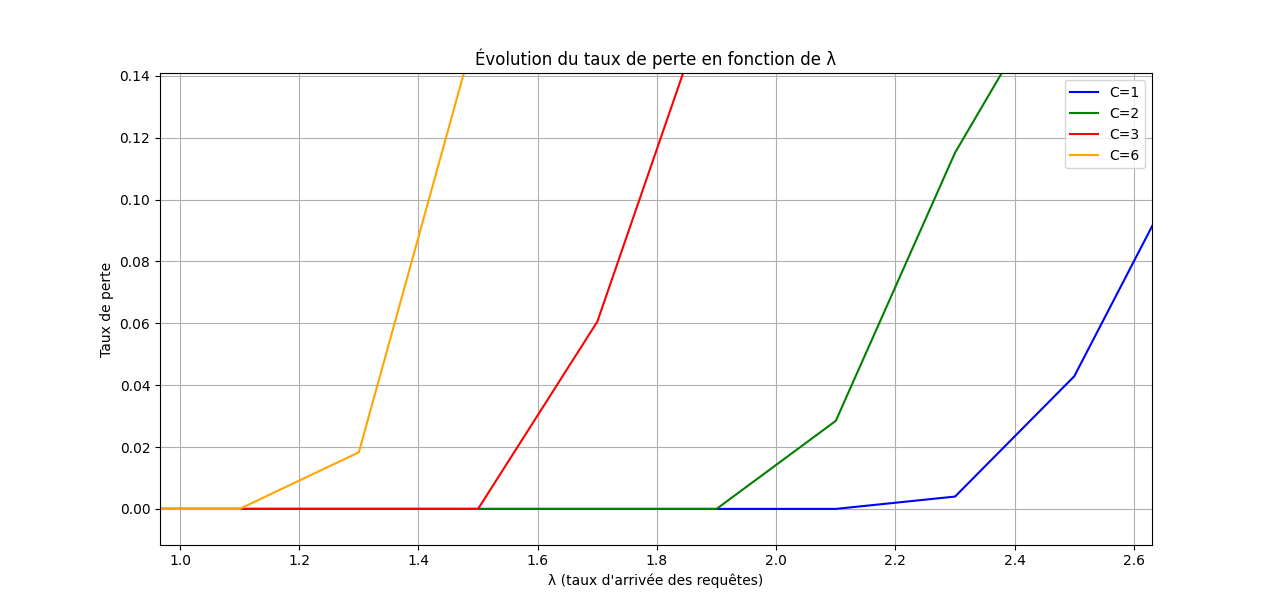 Évolution du taux de perte en fonction de λ
0.14
0.12
0.10
0.08
0.06
0.04
0.02
0.00
Taux de perte
C=1
C=2
C=3
C=6
1.0 1.2 1.4 1.6 1.8 2.0 2.2 2.4 2.6
λ (taux d'arrivée des requêtes)